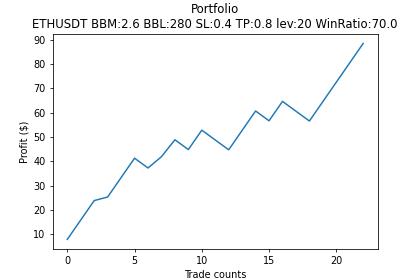 Portfolio
ETHUSDT BBM:2.6 BBL:280 SL:0.4 TP:0.8 lev:20 WinRatio:70.0
90
80
70
60
50
40
30
20
10
Profit ($)
0 5 10 15 20
Trade counts